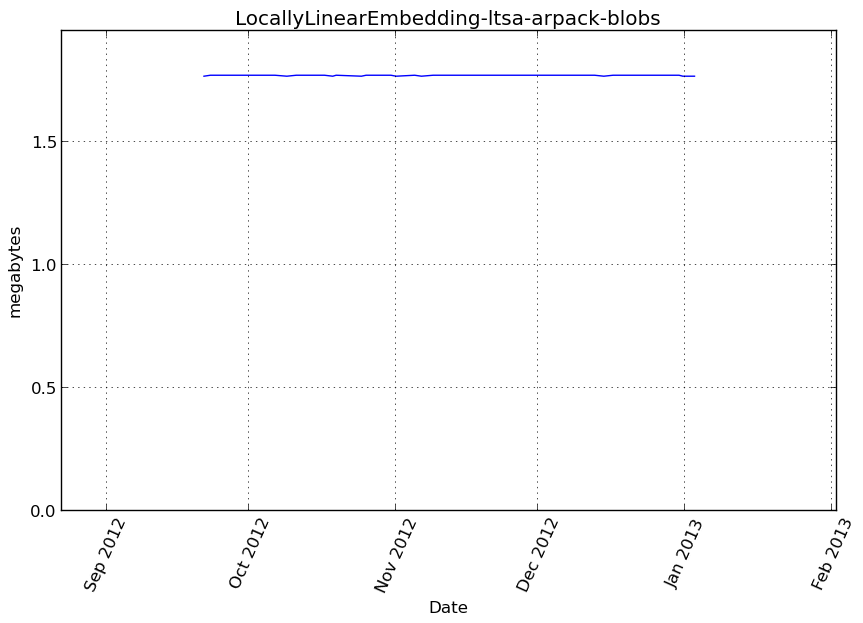 LocallyLinearEmbedding-ltsa-arpack-blobs
megabytes
1.5
1.0
0.5
0.0
Sep 2012
Oct 2012
Nov 2012
Dec 2012
Jan 2013
Feb 2013
Date